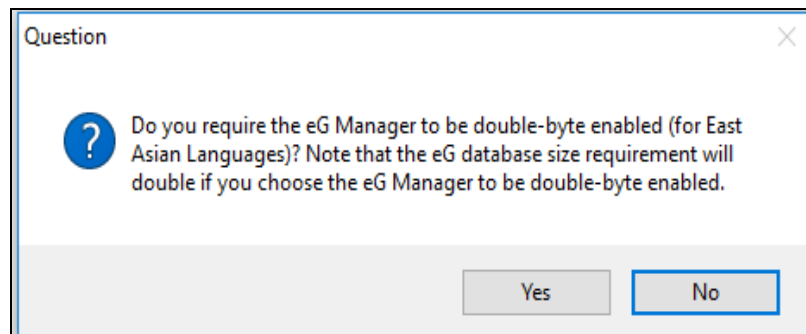 Question
Do you require the eG Manager to be double-byte enabled (for East
Asian Languages)? Note that the eG database size requirement will
double if you choose the eG Manager to be double-byte enabled.
Yes No